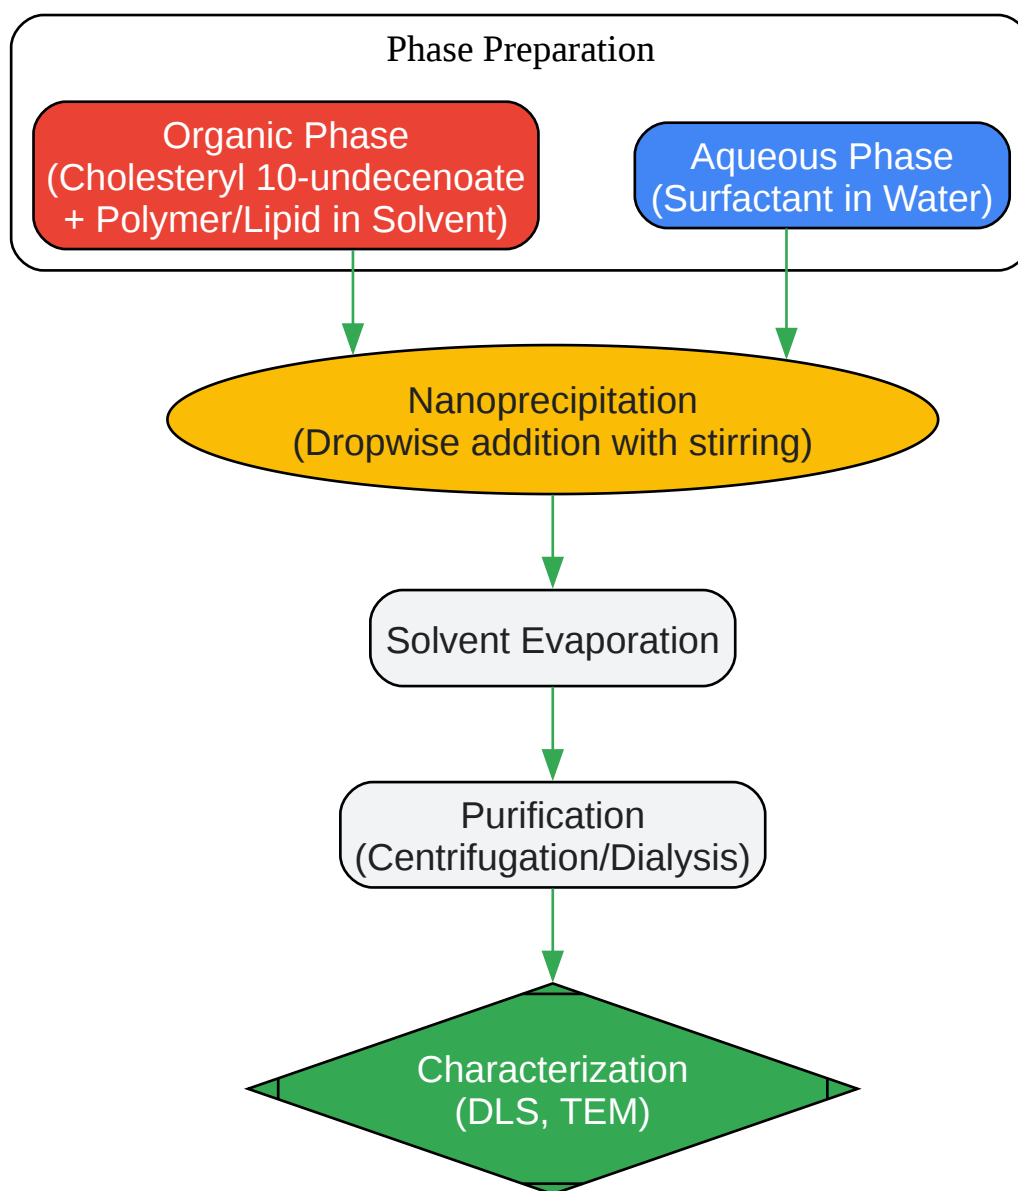 Phase Preparation
Organic Phase
(Cholesteryl 10-undecenoate
+ Polymer/Lipid in Solvent)
Aqueous Phase
(Surfactant in Water)
Nanoprecipitation
(Dropwise addition with stirring)
Solvent Evaporation
Purification
(Centrifugation/Dialysis)
Characterization
(DLS, TEM)